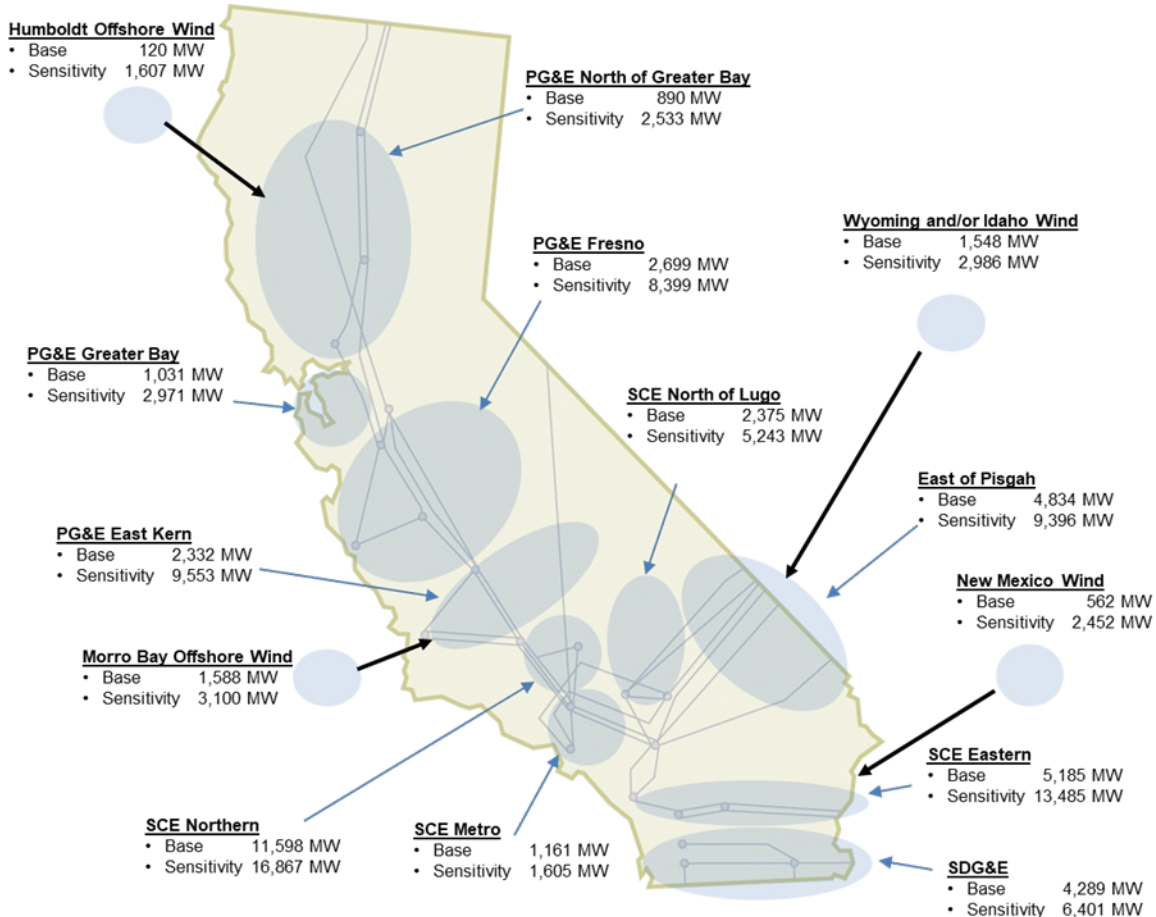 Humboldt Offshore Wind
• Base 120 MW
• Sensitivity 1,607 MW
PG&E North of Greater Bay
• Base 890 MW
• Sensitivity 2,533 MW
Wyoming and/or Idaho Wind
• Base 1,548 MW
• Sensitivity 2,986 MW
PG&E Fresno
• Base 2,699 MW
• Sensitivity 8,399 MW
PG&E Greater Bay
• Base 1,031 MW
• Sensitivity 2,971 MW
SCE North of Lugo
• Base 2,375 MW
• Sensitivity 5,243 MW
East of Pisgah
• Base 4,834 MW
• Sensitivity 9,396 MW
PG&E East Kern
• Base 2,332 MW
• Sensitivity 9,553 MW
New Mexico Wind
• Base 562 MW
• Sensitivity 2,452 MW
Morro Bay Offshore Wind
• Base 1,588 MW
• Sensitivity 3,100 MW
SCE Eastern
• Base 5,185 MW
• Sensitivity 13,485 MW
SCE Northern
• Base 11,598 MW
• Sensitivity 16,867 MW
SCE Metro
• Base 1,161 MW
• Sensitivity 1,605 MW
SDG&E
• Base 4,289 MW
• Sensitivity 6,401 MW